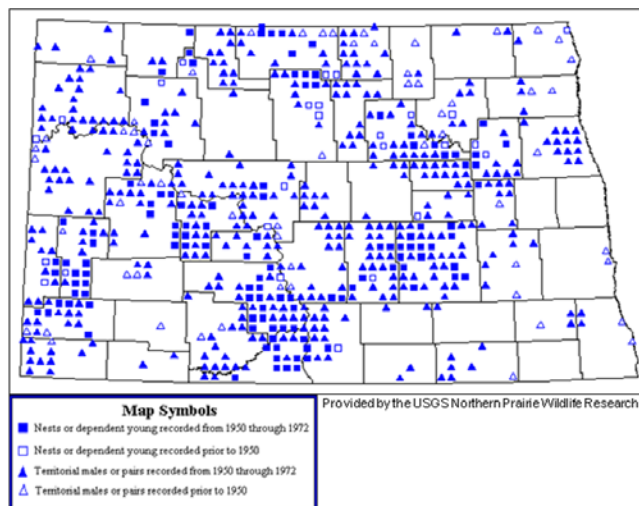 Provided by the USGS Northern Prairie Wildlife Research
Map Symbols
Nests or dependent young recorded from 1950 through 1972
Nests or dependent young recorded prior to 1950
Territorial males or pairs recorded from 1950 through 1972
Territorial males or pairs recorded prior to 1950